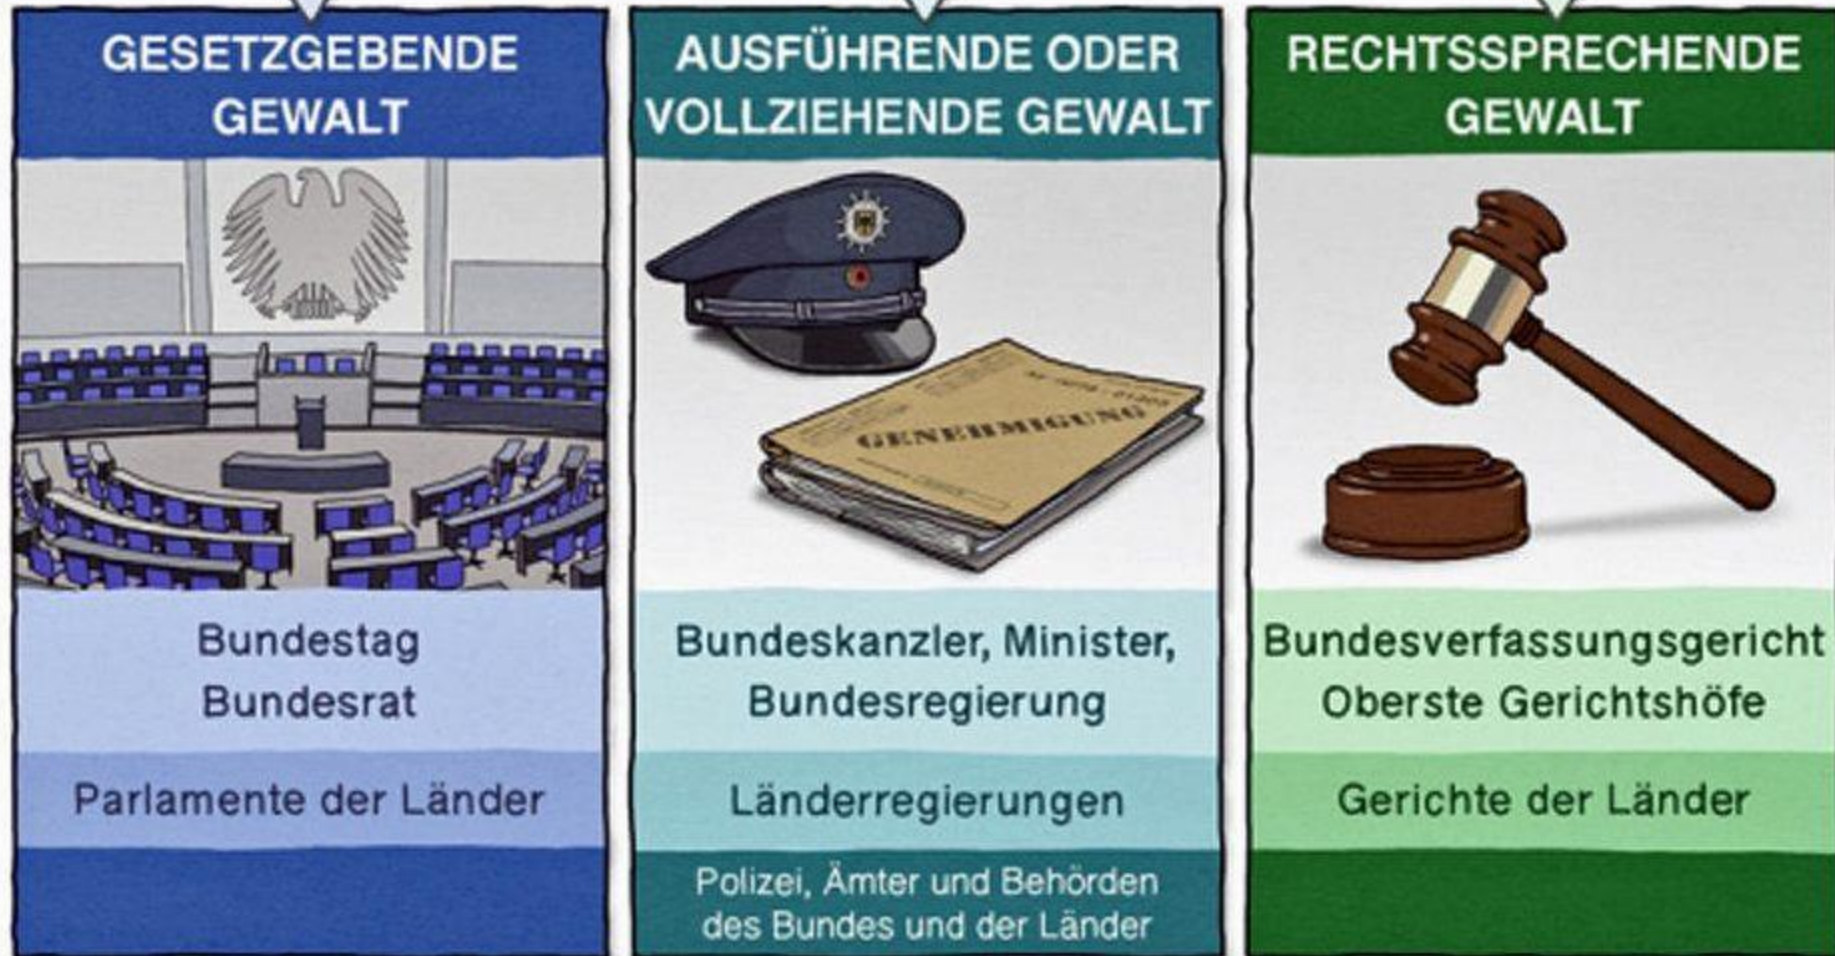 GESETZGEBENDE
GEWALT
Bundestag
Bundesrat
Parlamente der Länder
AUSFÜHRENDE ODER
VOLLZIEHENDE GEWALT
GENEHMIGUNG
Bundeskanzler, Minister,
Bundesregierung
Länderregierungen
Polizei, Ämter und Behörden
des Bundes und der Länder
RECHTSSPRECHENDE
GEWALT
Bundesverfassungsgericht
Oberste Gerichtshöfe
Gerichte der Länder